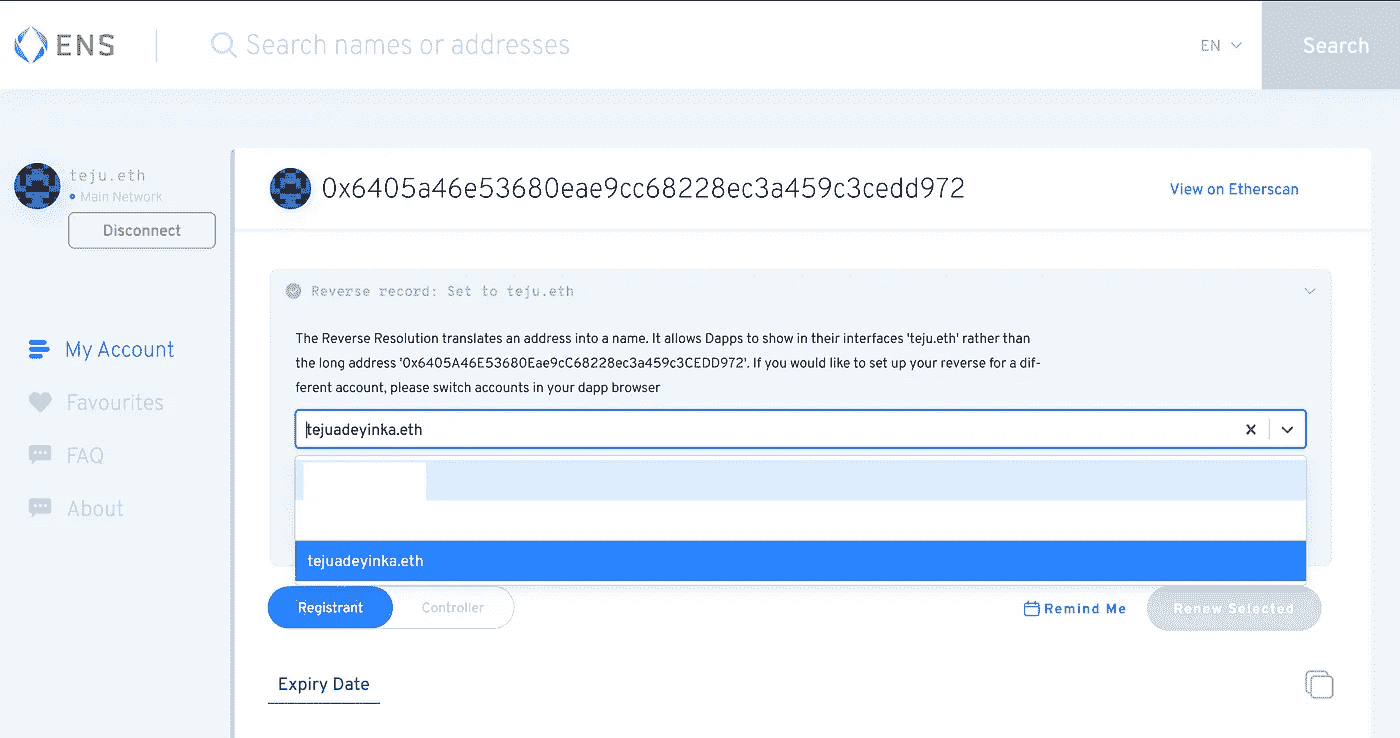 ENS
Search names or addresses
EN
Search
teju.eth
Main Network
Disconnect
0x6405a46e53680eae9cc68228ec3a459c3cedd972
View on Etherscan
My Account
Favourites
FAQ
About
Reverse record: Set to teju.eth
The Reverse Resolution translates an address into a name. It allows Dapps to show in their interfaces 'teju.eth' rather than
the long address '0x6405A46E53680Eae9cC68228ec3a459c3CEDD972'. If you would like to set up your reverse for a dif-
ferent account, please switch accounts in your dapp browser
tejuadeyinka.eth
tejuadeyinka.eth
Registrant
Controller
Remind Me
Renew Selected
Expiry Date